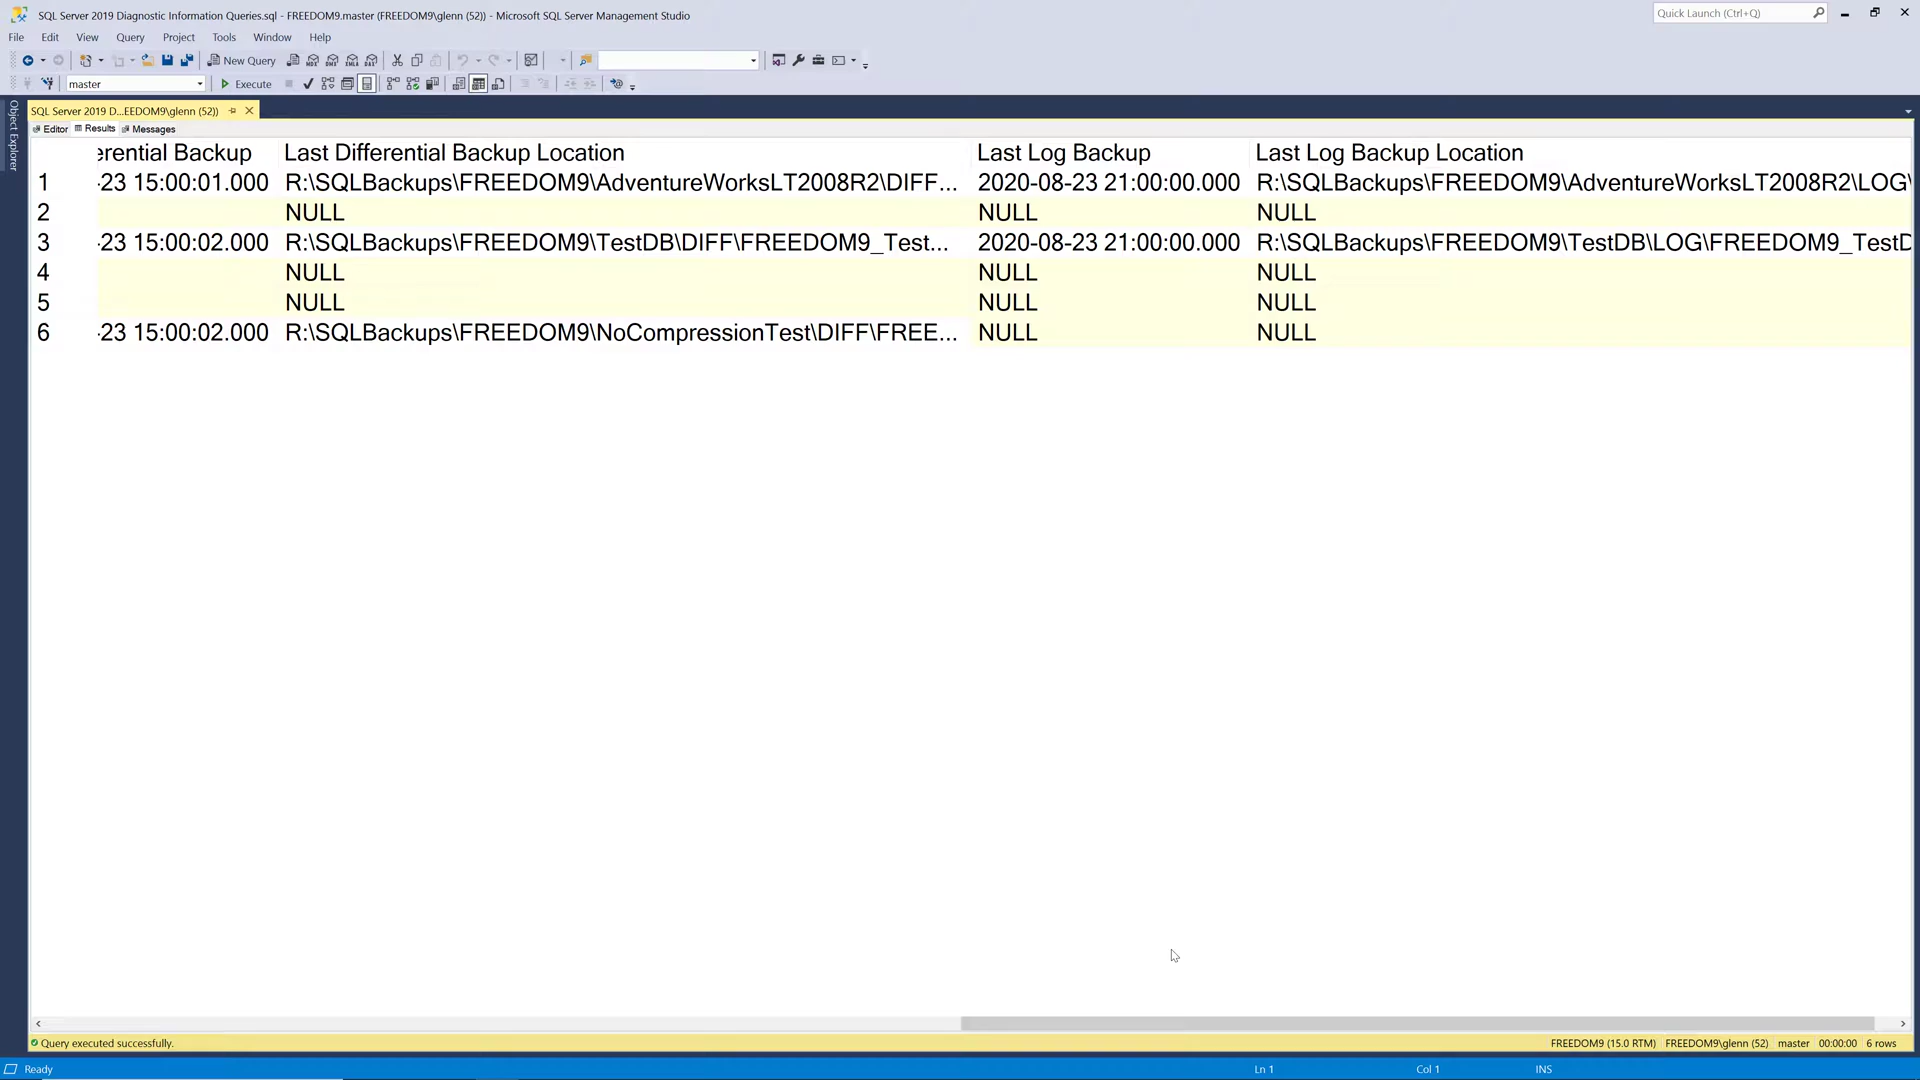 SQL Server 2019 Diagnostic Information Queries.sql - FREEDOM9.master (FREEDOM9\glenn (52)) - Microsoft SQL Server Management Studio
Quick Launch (Ctrl+Q)
File Edit View Query Project Tools Window Help
New Query
master Execute
Object Explorer
SQL Server 2019 D...EEDOM9\glenn (52))
Editor Results Messages
erential Backup Last Differential Backup Location Last Log Backup Last Log Backup Location
1 -23 15:00:01.000 R:\SQLBackups\FREEDOM9\AdventureWorksLT2008R2\DIFF... 2020-08-23 21:00:00.000 R:\SQLBackups\FREEDOM9\AdventureWorksLT2008R2\LOG\
2 NULL NULL NULL
3 -23 15:00:02.000 R:\SQLBackups\FREEDOM9\TestDB\DIFF\FREEDOM9_Test... 2020-08-23 21:00:00.000 R:\SQLBackups\FREEDOM9\TestDB\LOG\FREEDOM9_TestD
4 NULL NULL NULL
5 NULL NULL NULL
6 -23 15:00:02.000 R:\SQLBackups\FREEDOM9\NoCompressionTest\DIFF\FREE... NULL NULL
Query executed successfully. FREEDOM9 (15.0 RTM) FREEDOM9\glenn (52) master 00:00:00 6 rows
Ready Ln 1 Col 1 INS